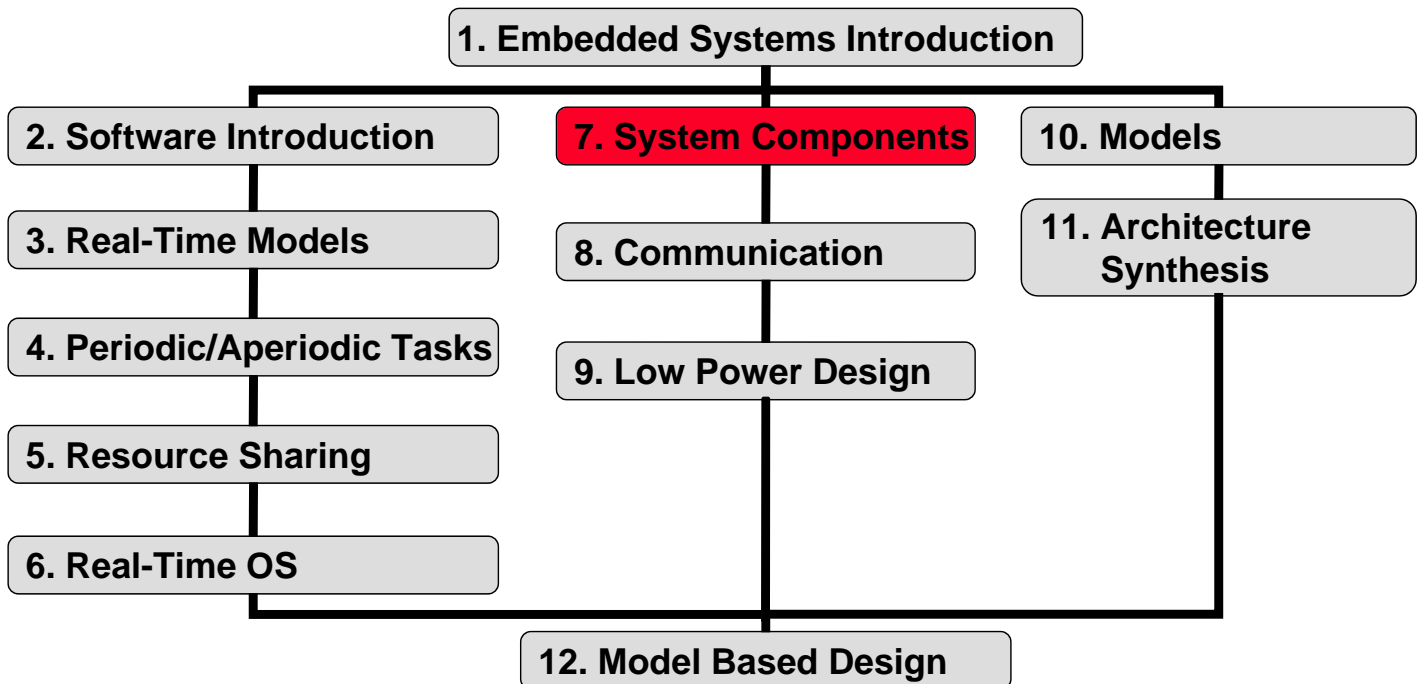 1. Embedded Systems Introduction
2. Software Introduction
3. Real-Time Models
4. Periodic/Aperiodic Tasks
5. Resource Sharing
6. Real-Time OS
7. System Components
8. Communication
9. Low Power Design
10. Models
11. Architecture
Synthesis
12. Model Based Design